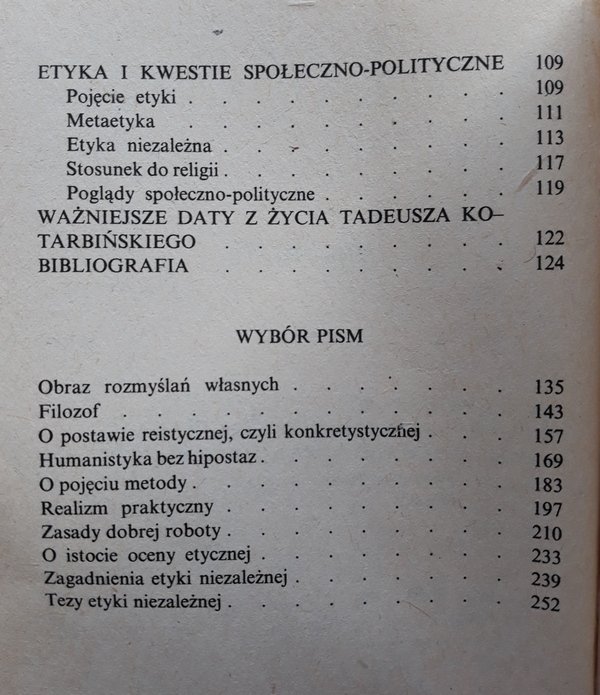 ETYKA I KWESTIE SPOŁECZNO-POLITYCZNE 109
Pojęcie etyki . . . . . . . . . . 109
Metaetyka . . . . . . . . . . 111
Etyka niezależna . . . . . . . . . 113
Stosunek do religii . . . . . . . . . 117
Poglądy społeczno-polityczne . . . . . . 119
WAŻNIEJSZE DATY Z ŻYCIA TADEUSZA KO-
TARBIŃSKIEGO . . . . . . . . 122
BIBLIOGRAFIA . . . . . . . . 124
WYBÓR PISM
Obraz rozmyślań własnych . . . . . . . 135
Filozof . . . . . . . . . . . . 143
O postawie reistycznej, czyli konkretystycznej . . . 157
Humanistyka bez hipostaz . . . . . . . 169
O pojęciu metody . . . . . . . . . 183
Realizm praktyczny . . . . . . . . 197
Zasady dobrej roboty . . . . . . . . 210
O istocie oceny etycznej . . . . . . . 233
Zagadnienia etyki niezależnej . . . . . . 239
Tezy etyki niezależnej . . . . . . . . 252